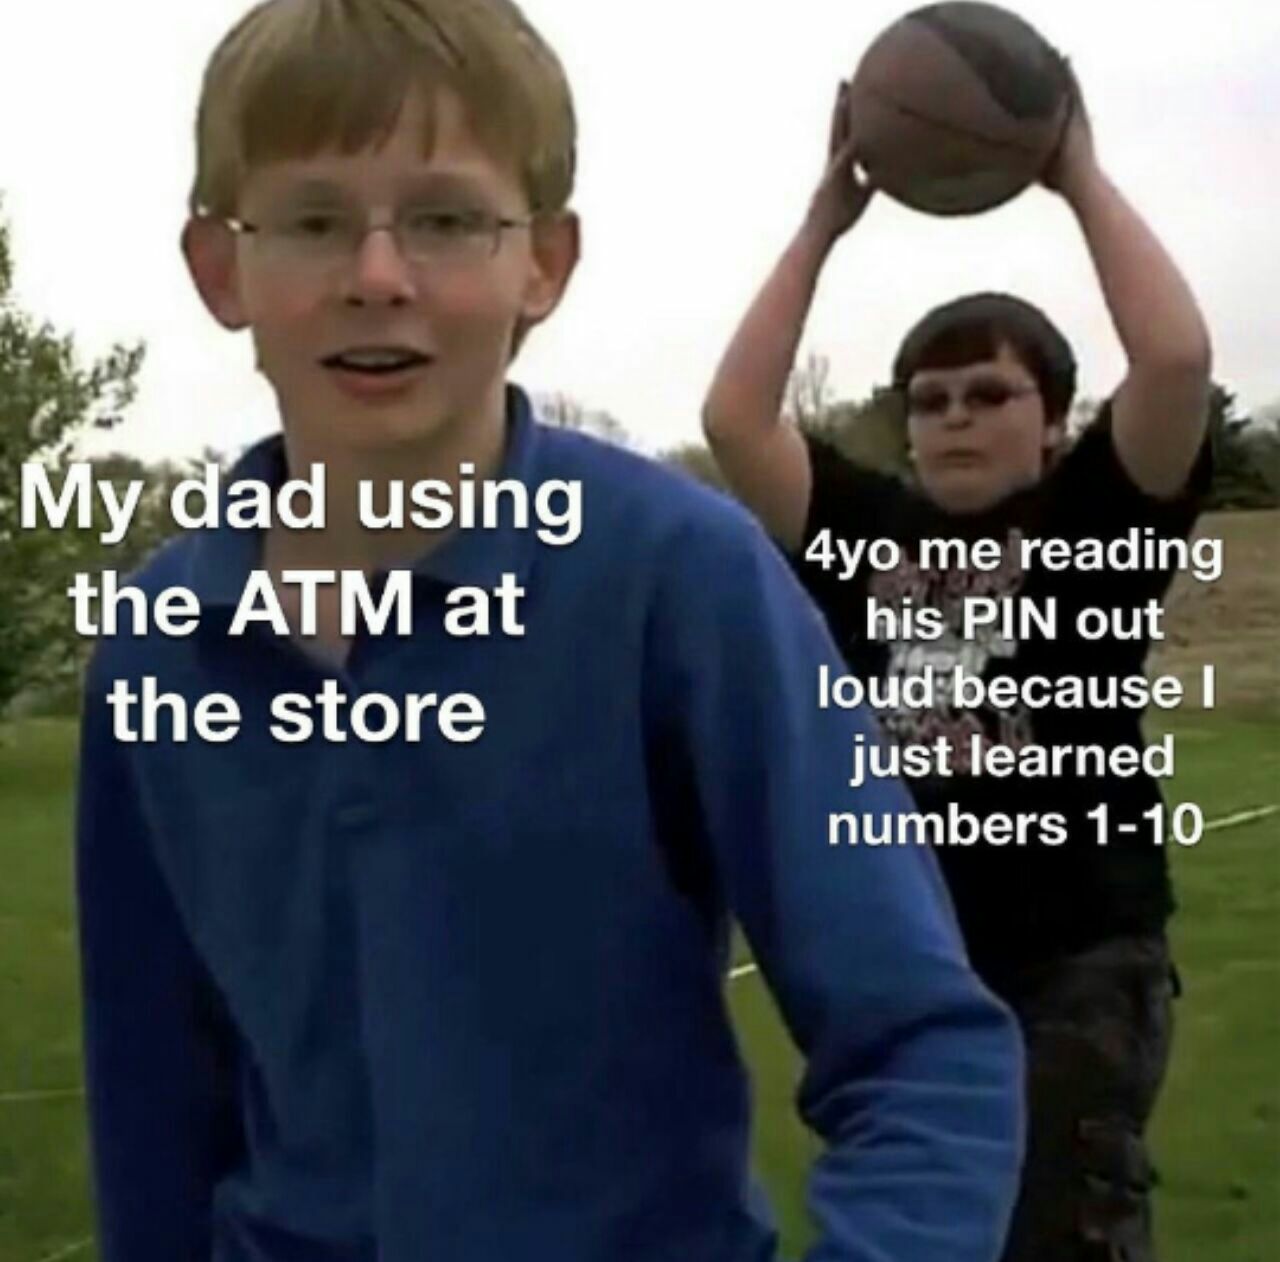 My dad using
the ATM at
the store
4yo me reading
his PIN out
loud because I
just learned
numbers 1-10